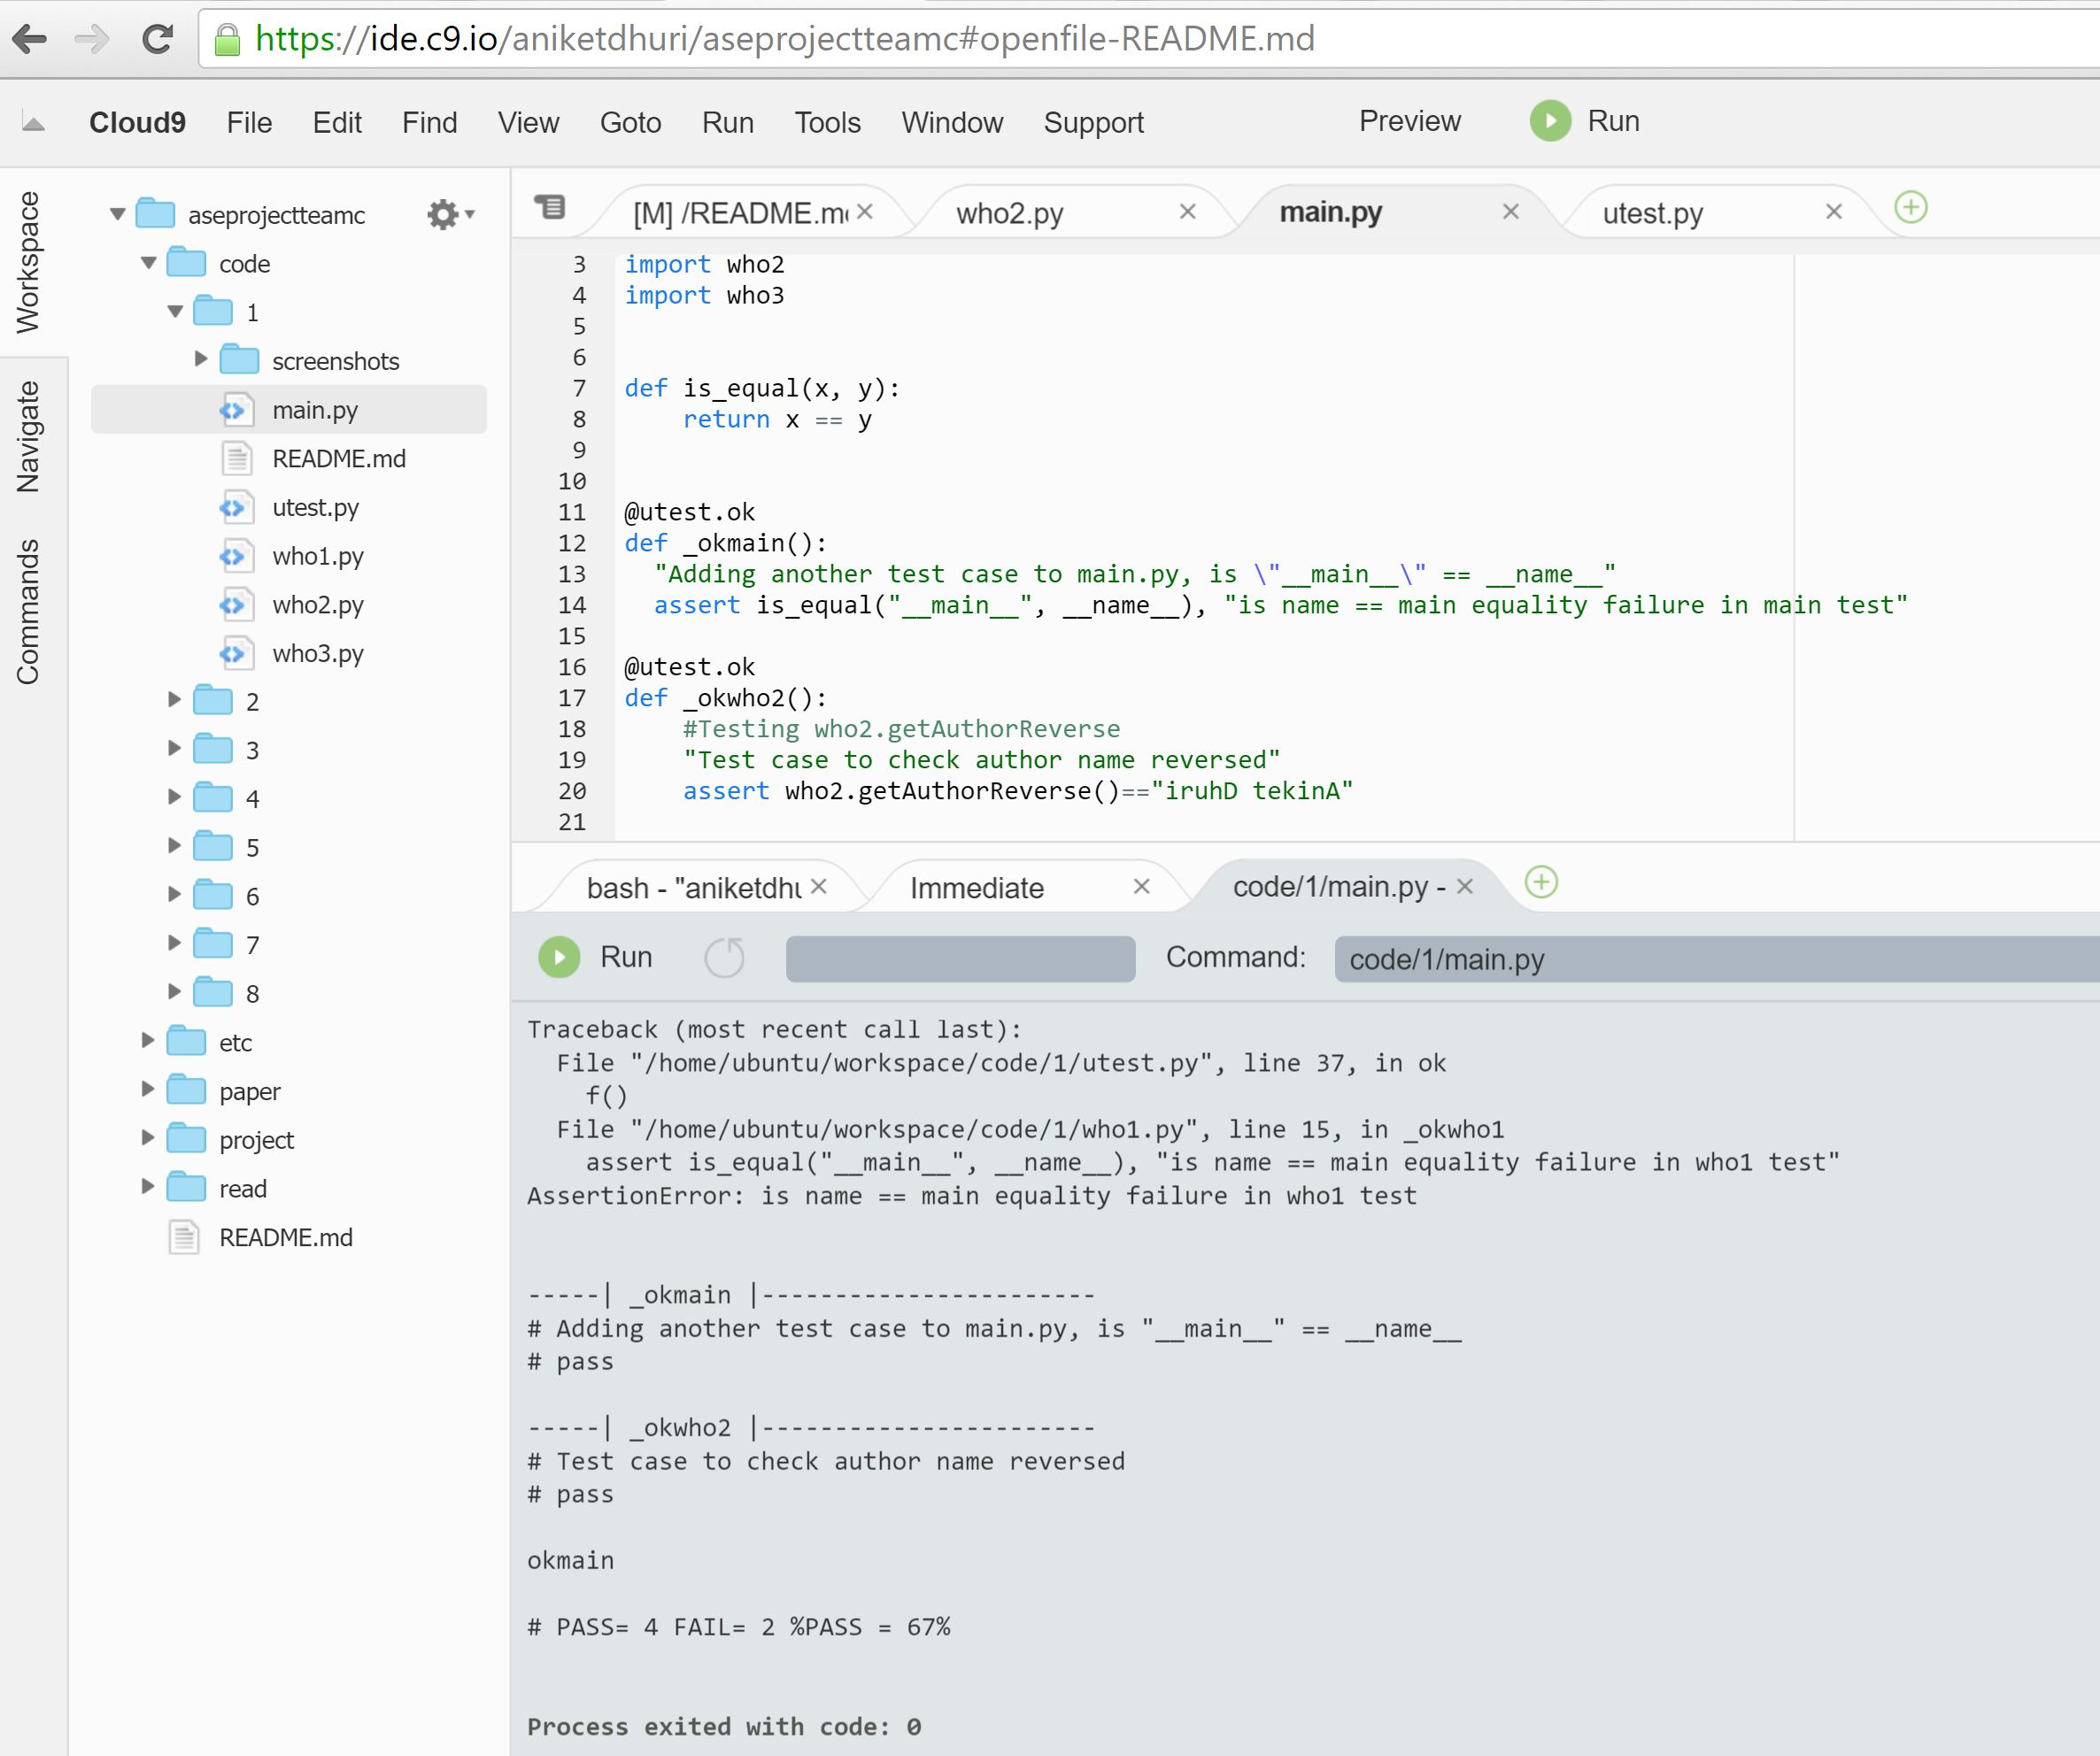 https://ide.c9.io/aniketdhuri/aseprojectteamc#openfile-README.md
Cloud9 File Edit Find View Goto Run Tools Window Support Preview Run
Workspace
Navigate
Commands
aseprojectteamc
code
1
screenshots
main.py
README.md
utest.py
who1.py
who2.py
who3.py
2
3
4
5
6
7
8
etc
paper
project
read
README.md
[M] /README.m who2.py main.py utest.py
3 import who2
4 import who3
5
6
7 def is_equal(x, y):
8     return x == y
9
10
11 @utest.ok
12 def _okmain():
13   "Adding another test case to main.py, is \"__main__\" == __name__"
14   assert is_equal("__main__", __name__), "is name == main equality failure in main test"
15
16 @utest.ok
17 def _okwho2():
18     #Testing who2.getAuthorReverse
19     "Test case to check author name reversed"
20     assert who2.getAuthorReverse()=="iruhD tekinA"
21
bash - "aniketdhu Immediate code/1/main.py -
Run Command: code/1/main.py
Traceback (most recent call last):
  File "/home/ubuntu/workspace/code/1/utest.py", line 37, in ok
    f()
  File "/home/ubuntu/workspace/code/1/who1.py", line 15, in _okwho1
    assert is_equal("__main__", __name__), "is name == main equality failure in who1 test"
AssertionError: is name == main equality failure in who1 test
-----| _okmain |-----------------------
# Adding another test case to main.py, is "__main__" == __name__
# pass
-----| _okwho2 |-----------------------
# Test case to check author name reversed
# pass
okmain
# PASS= 4 FAIL= 2 %PASS = 67%
Process exited with code: 0